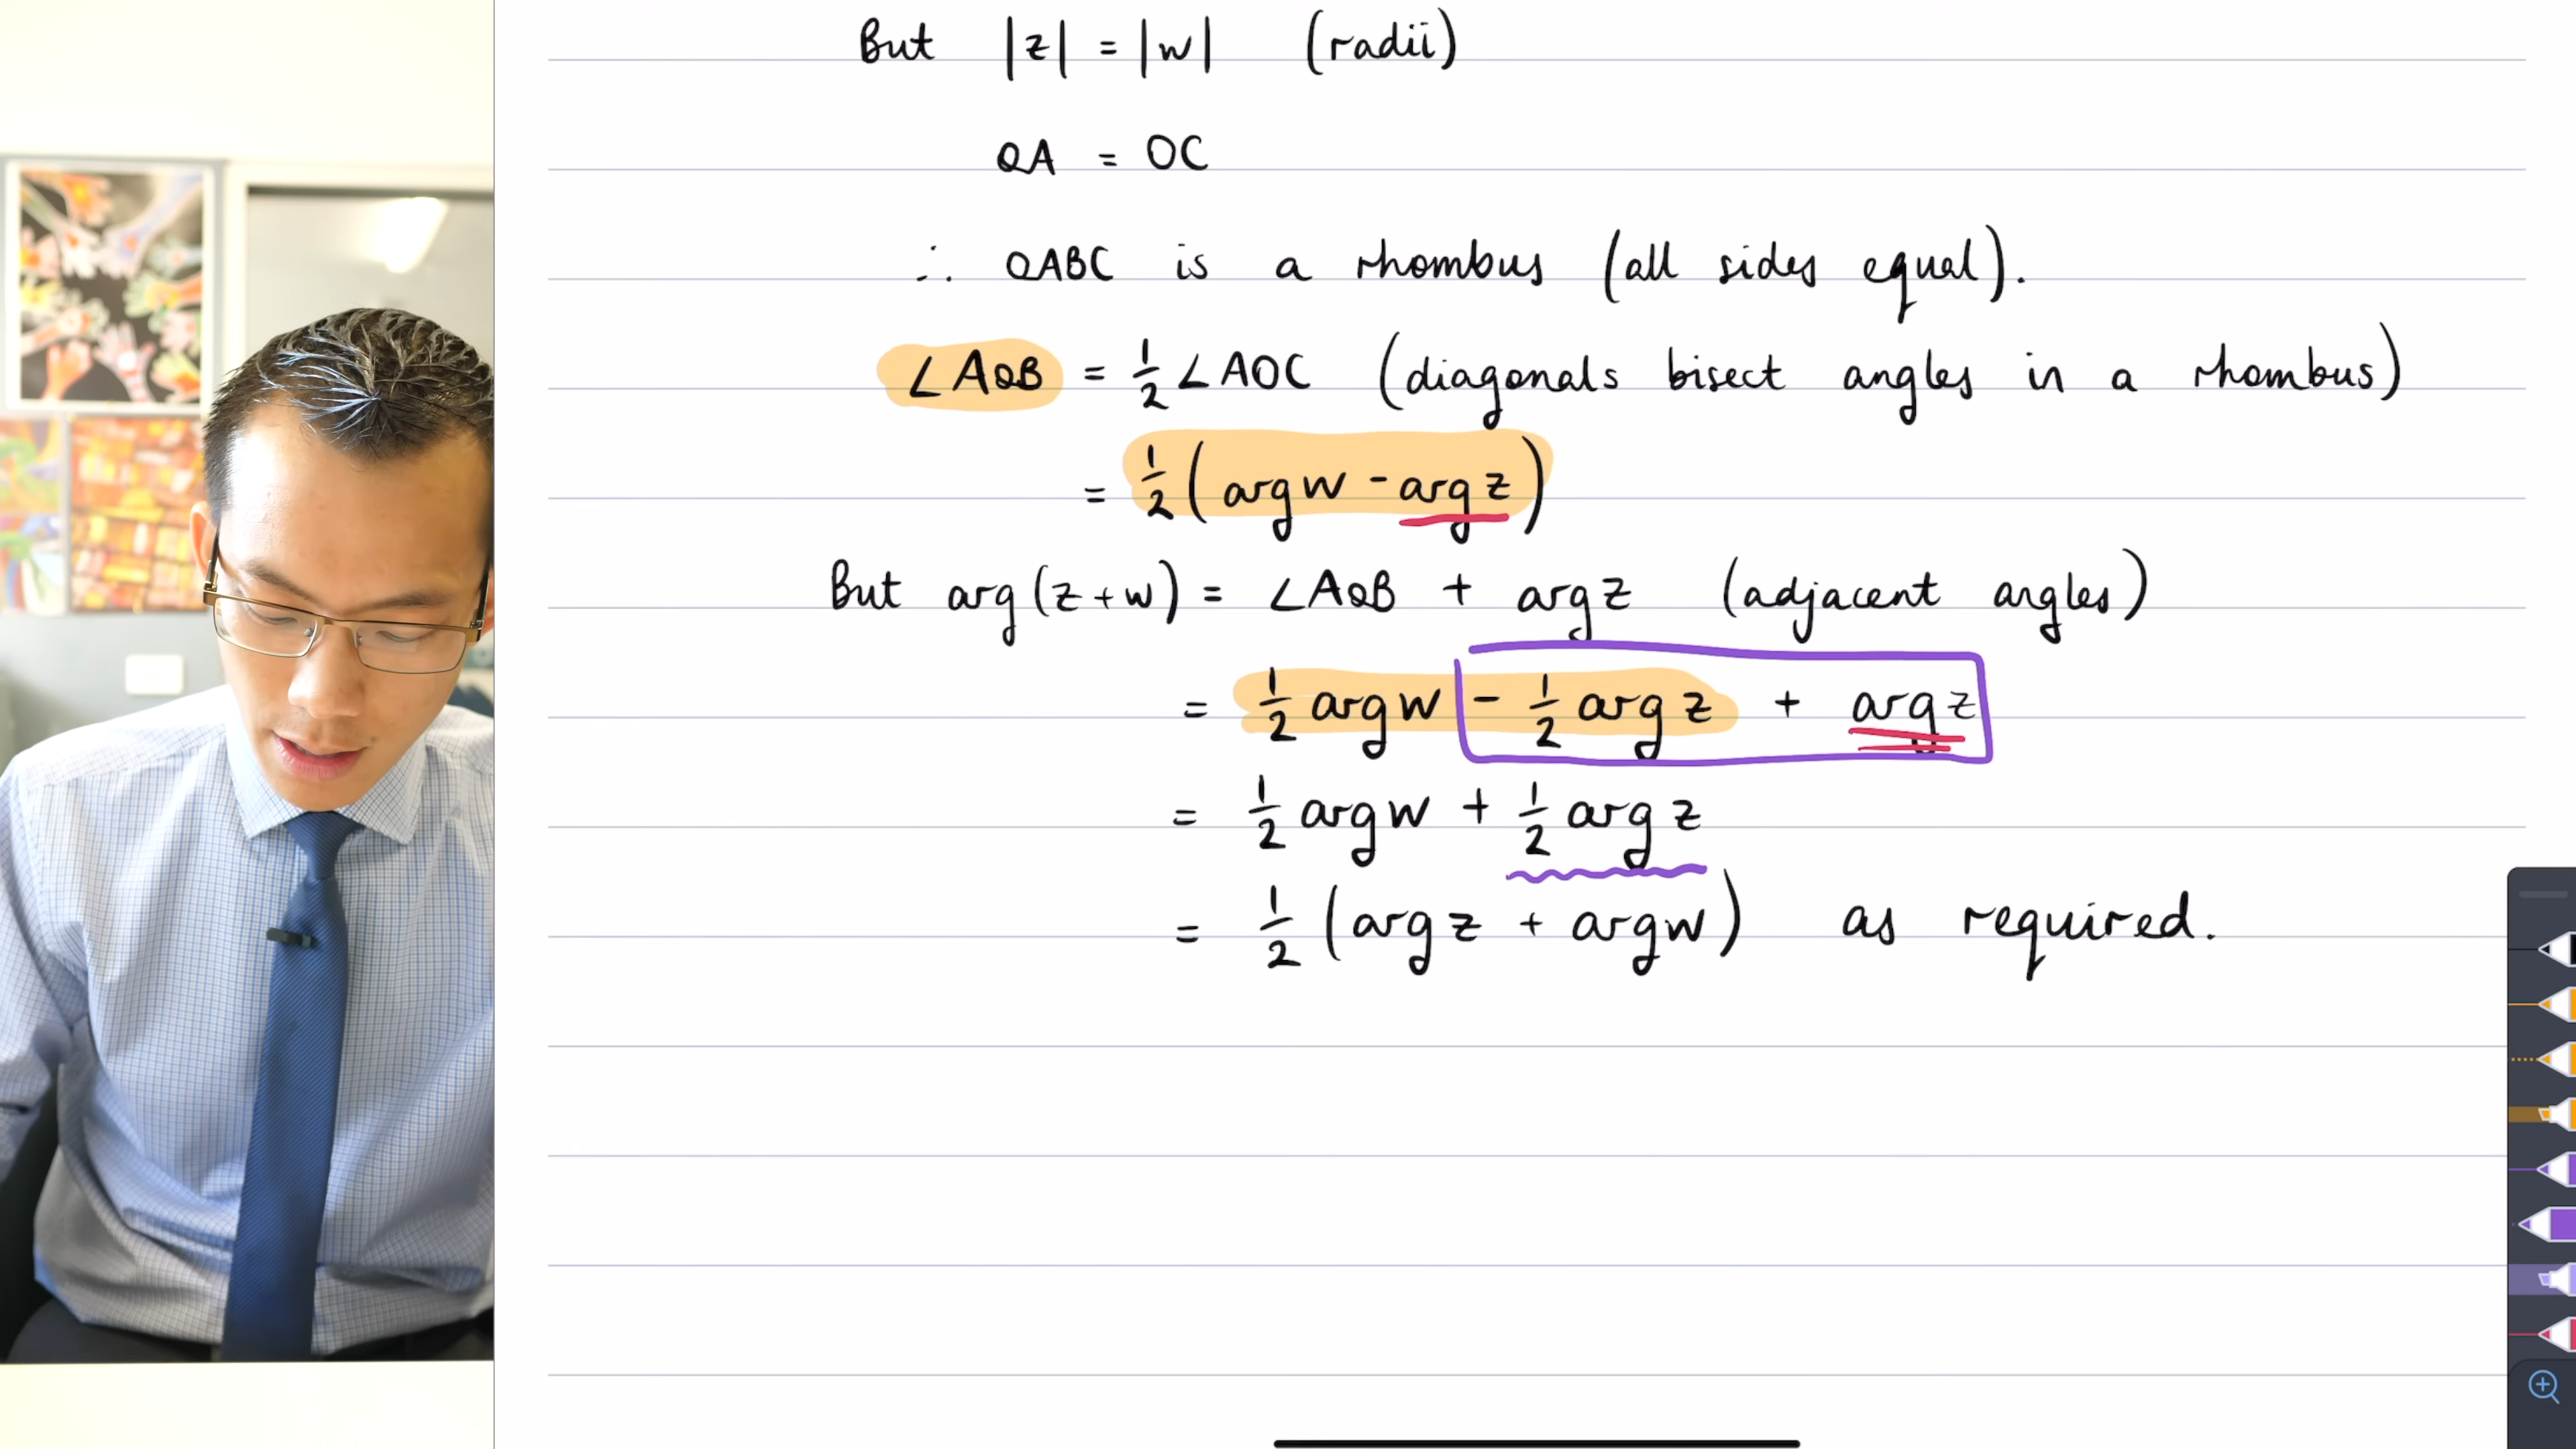 But |z| = |w| (radii)
OA = OC
∴ OABC is a rhombus (all sides equal).
∠AOB = ½ ∠AOC (diagonals bisect angles in a rhombus)
= ½ (arg w - arg z)
But arg (z + w) = ∠AOB + arg z (adjacent angles)
= ½ arg w - ½ arg z + arg z
= ½ arg w + ½ arg z
= ½ (arg z + arg w) as required.